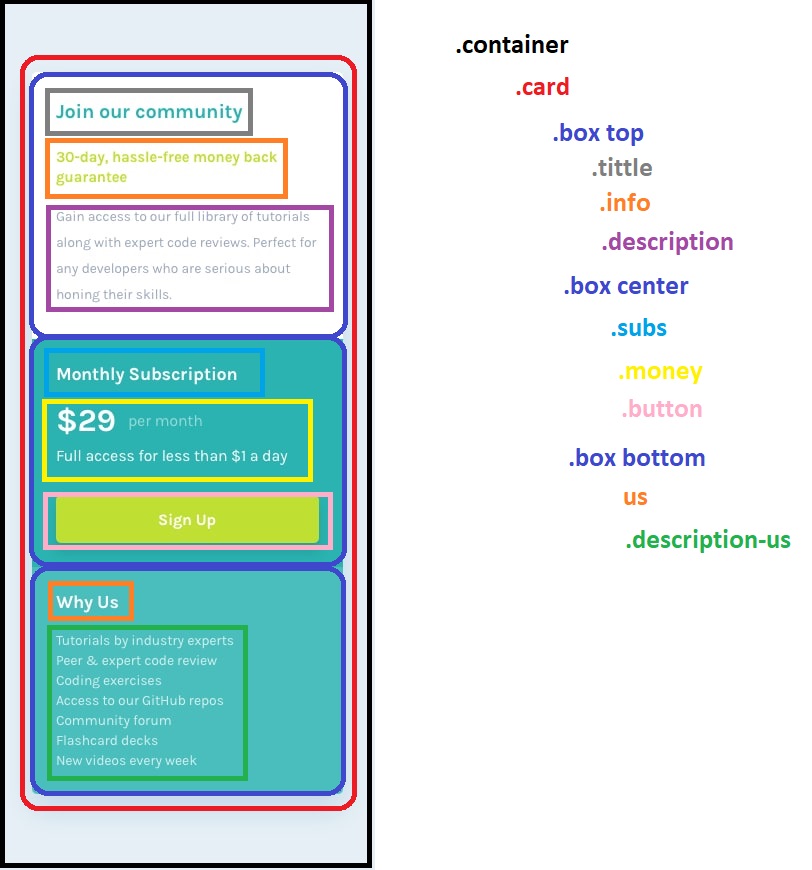 Join our community
30-day, hassle-free money back
guarantee
Gain access to our full library of tutorials
along with expert code reviews. Perfect for
any developers who are serious about
honing their skills.
Monthly Subscription
$29 per month
Full access for less than $1 a day
Sign Up
Why Us
Tutorials by industry experts
Peer & expert code review
Coding exercises
Access to our GitHub repos
Community forum
Flashcard decks
New videos every week
.container
.card
.box top
.tittle
.info
.description
.box center
.subs
.money
.button
.box bottom
us
.description-us